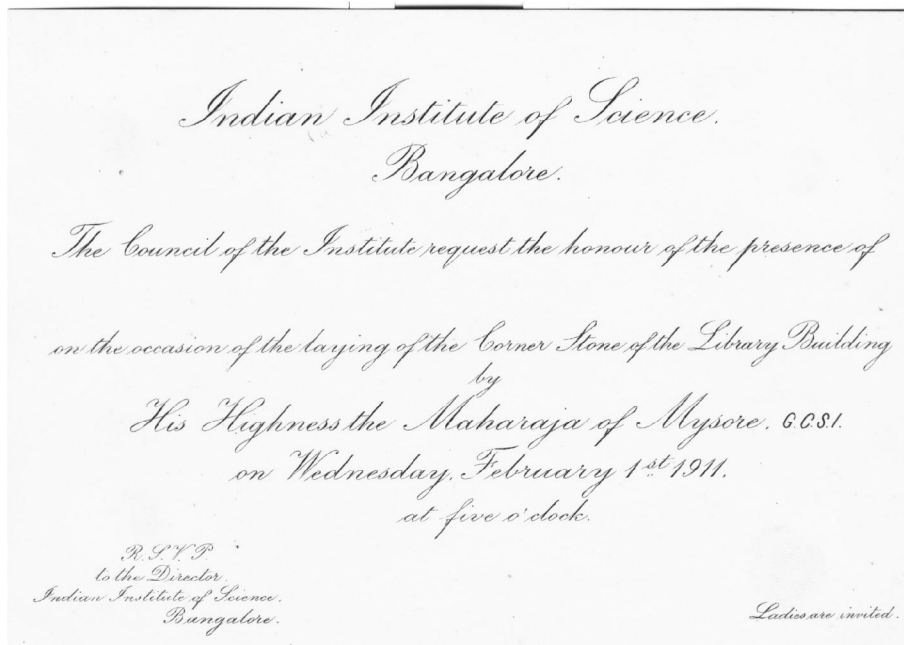 Indian Institute of Science.
Bangalore.
The Council of the Institute request the honour of the presence of
on the occasion of the laying of the Corner Stone of the Library Building
by
His Highness the Maharaja of Mysore. G.C.S.I.
on Wednesday, February 1st 1911.
at five o'clock.
R.S.V.P
to the Director.
Indian Institute of Science.
Bangalore.
Ladies are invited.